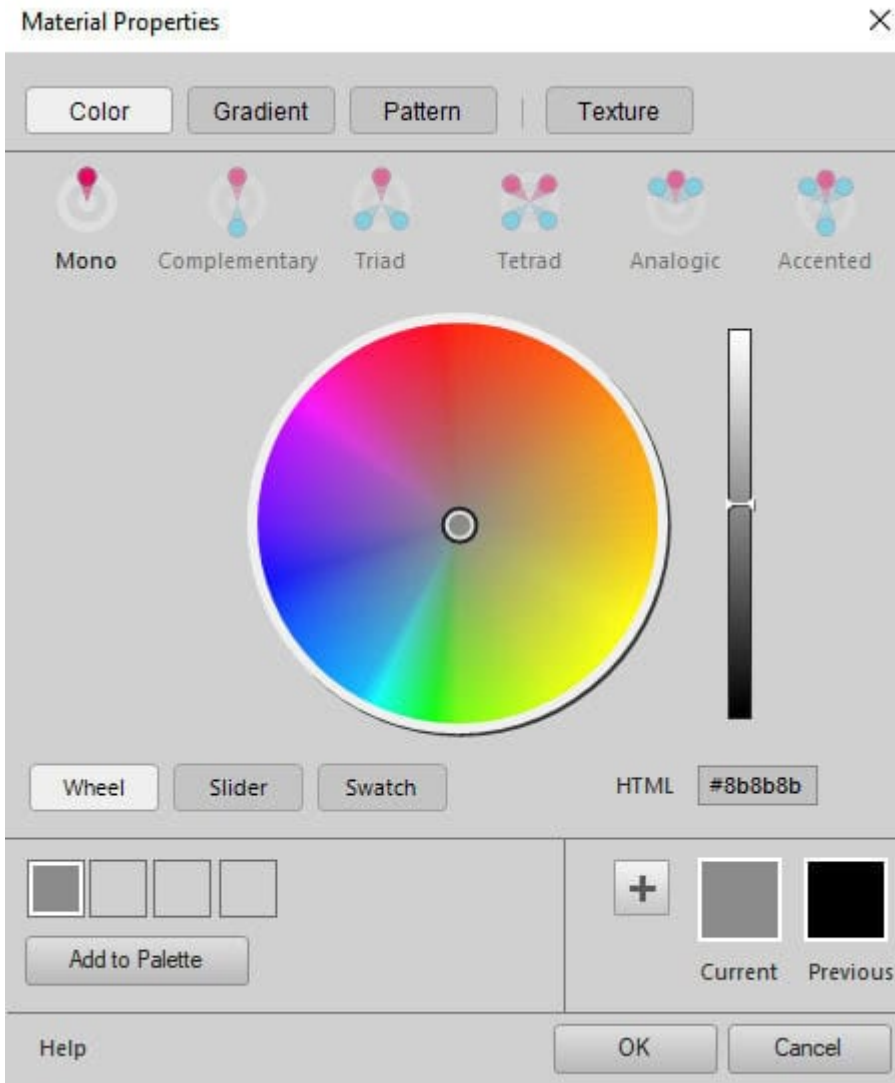 Material Properties
Color Gradient Pattern Texture
Mono Complementary Triad Tetrad Analogic Accented
Wheel Slider Swatch HTML #8b8b8b
Add to Palette
Current Previous
Help OK Cancel